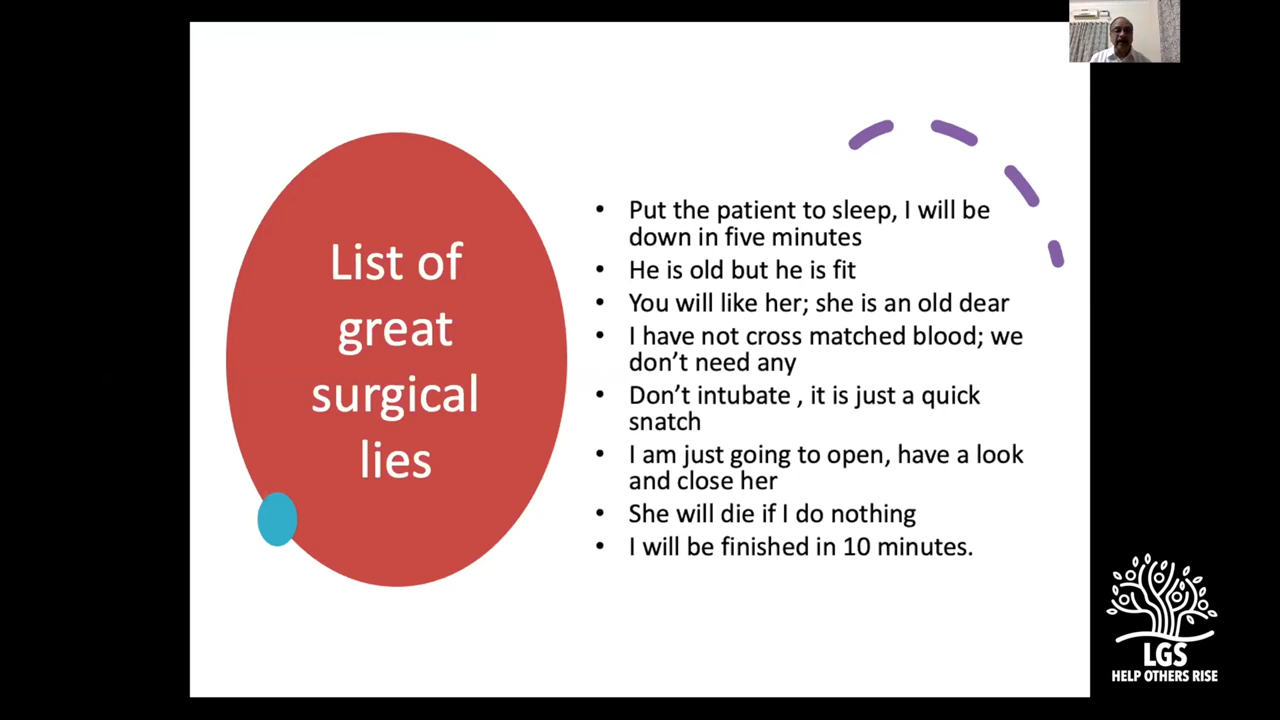 List of
great
surgical
lies
• Put the patient to sleep, I will be
down in five minutes
• He is old but he is fit
• You will like her; she is an old dear
• I have not cross matched blood; we
don’t need any
• Don’t intubate , it is just a quick
snatch
• I am just going to open, have a look
and close her
• She will die if I do nothing
• I will be finished in 10 minutes.
LGS
HELP OTHERS RISE